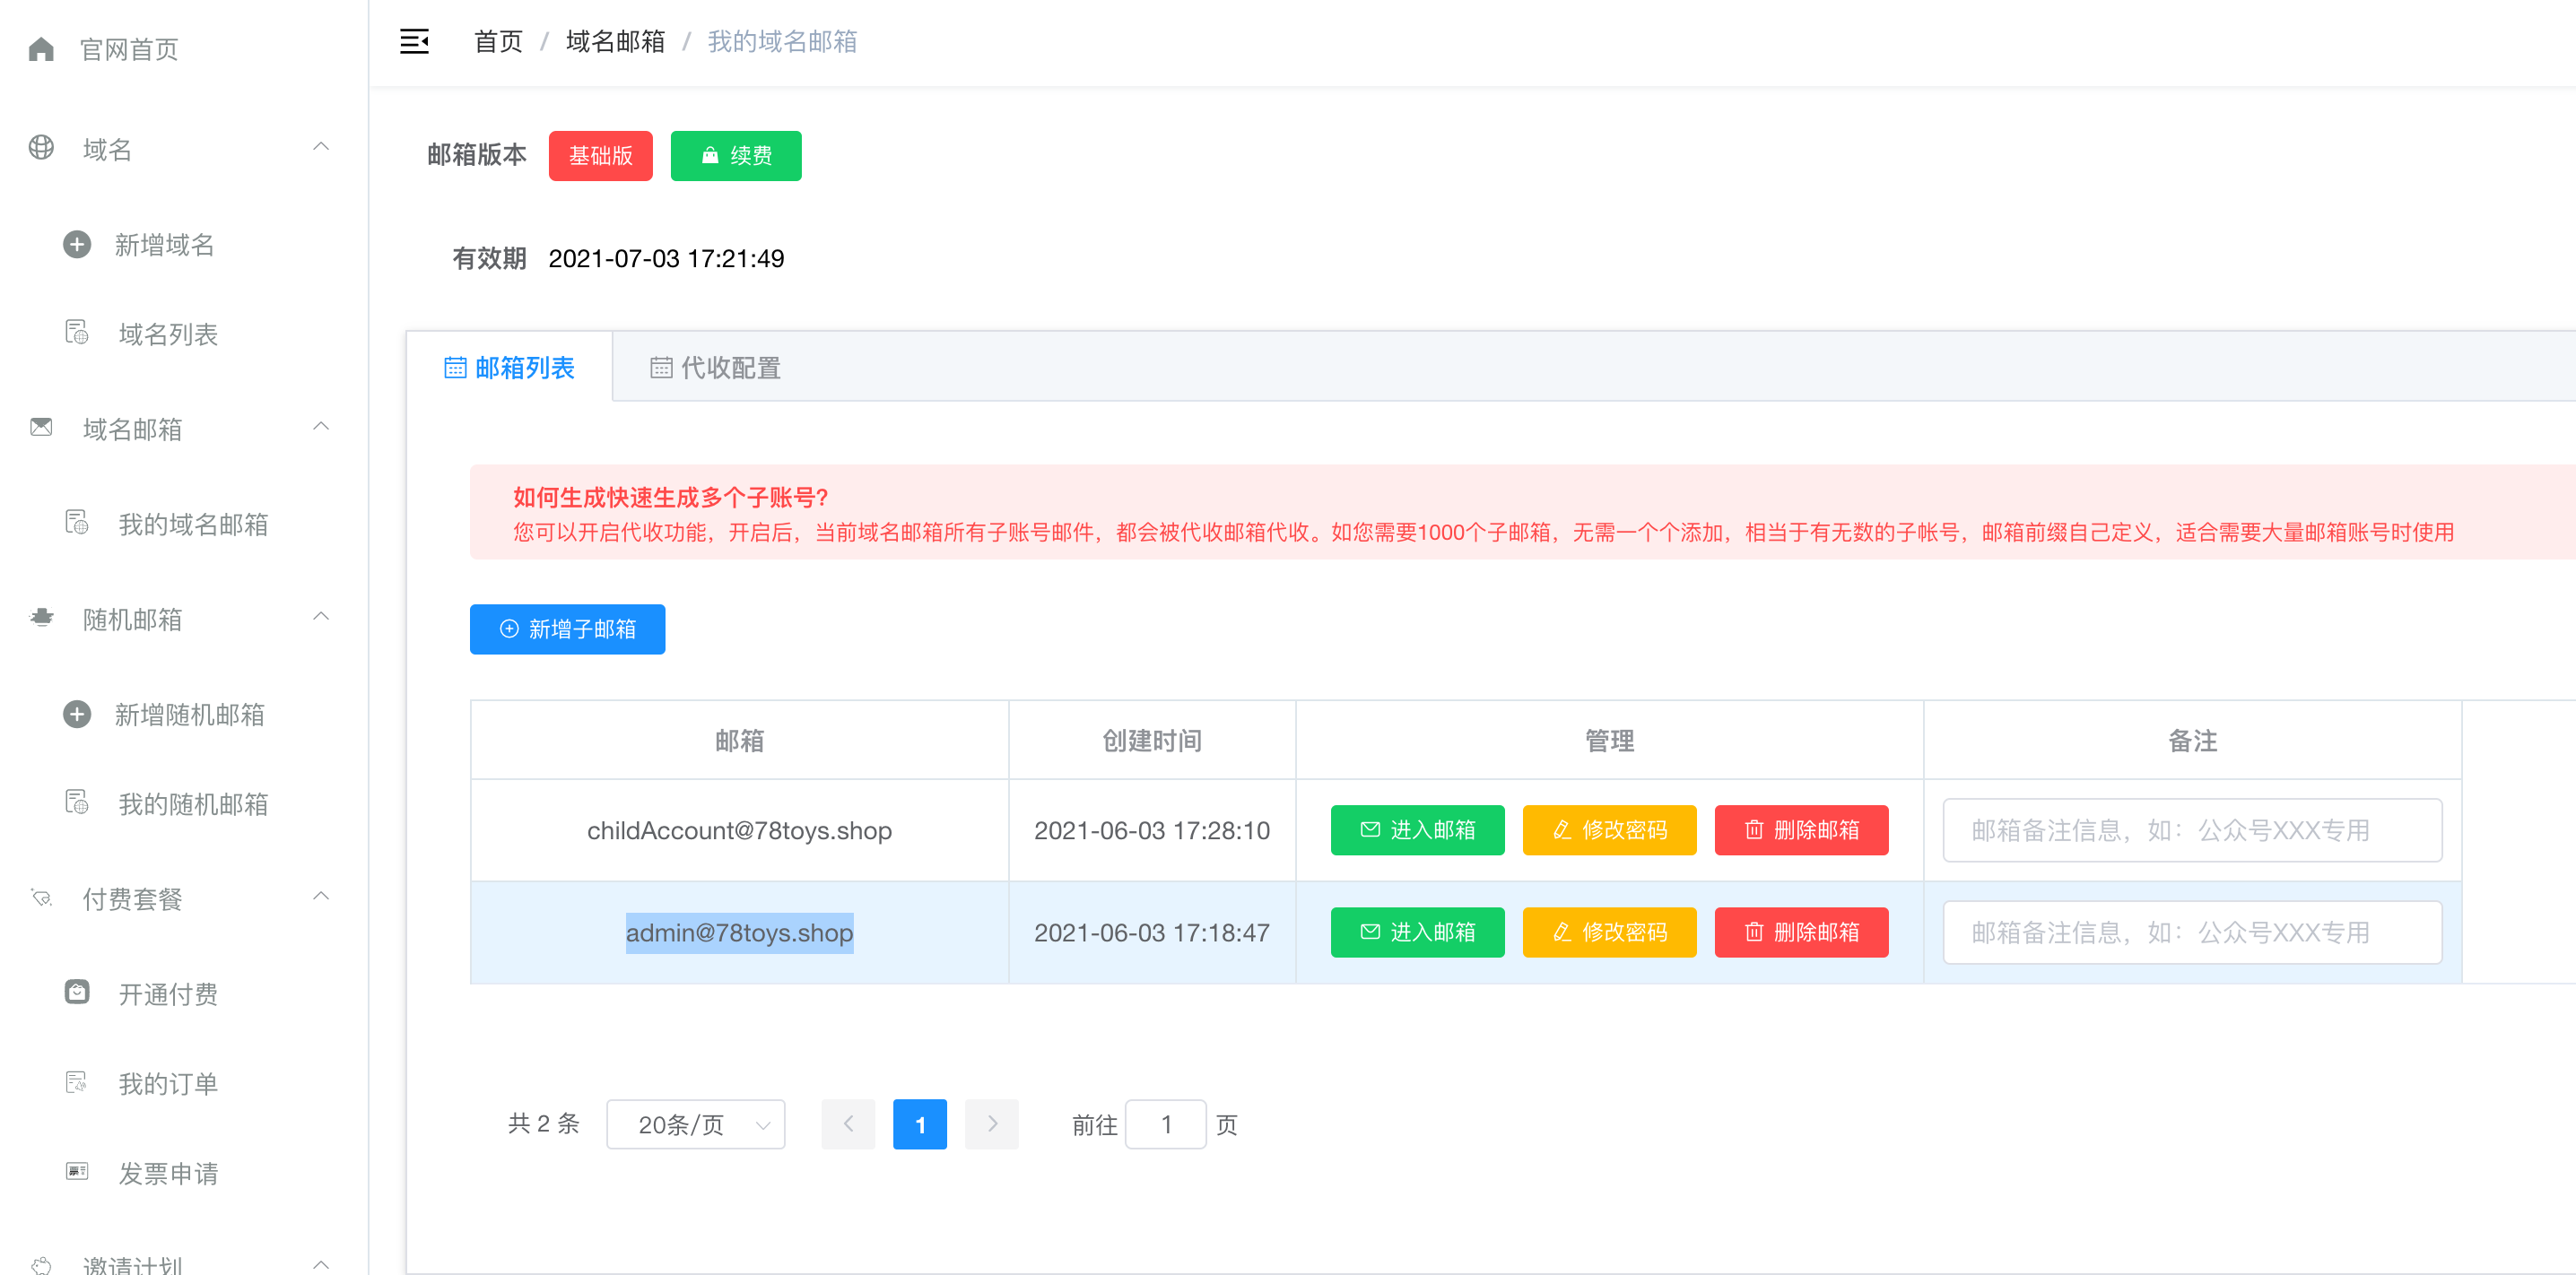 官网首页
域名
新增域名
域名列表
域名邮箱
我的域名邮箱
随机邮箱
新增随机邮箱
我的随机邮箱
付费套餐
开通付费
我的订单
发票申请
邀请计划
首页 / 域名邮箱 / 我的域名邮箱
邮箱版本 基础版 续费
有效期 2021-07-03 17:21:49
邮箱列表 代收配置
如何生成快速生成多个子账号?
您可以开启代收功能，开启后，当前域名邮箱所有子账号邮件，都会被代收邮箱代收。如您需要1000个子邮箱，无需一个个添加，相当于有无数的子帐号，邮箱前缀自己定义，适合需要大量邮箱账号时使用
新增子邮箱
邮箱 创建时间 管理 备注
childAccount@78toys.shop 2021-06-03 17:28:10 进入邮箱 修改密码 删除邮箱 邮箱备注信息，如：公众号XXX专用
admin@78toys.shop 2021-06-03 17:18:47 进入邮箱 修改密码 删除邮箱 邮箱备注信息，如：公众号XXX专用
共 2 条 20条/页 1 前往 1 页